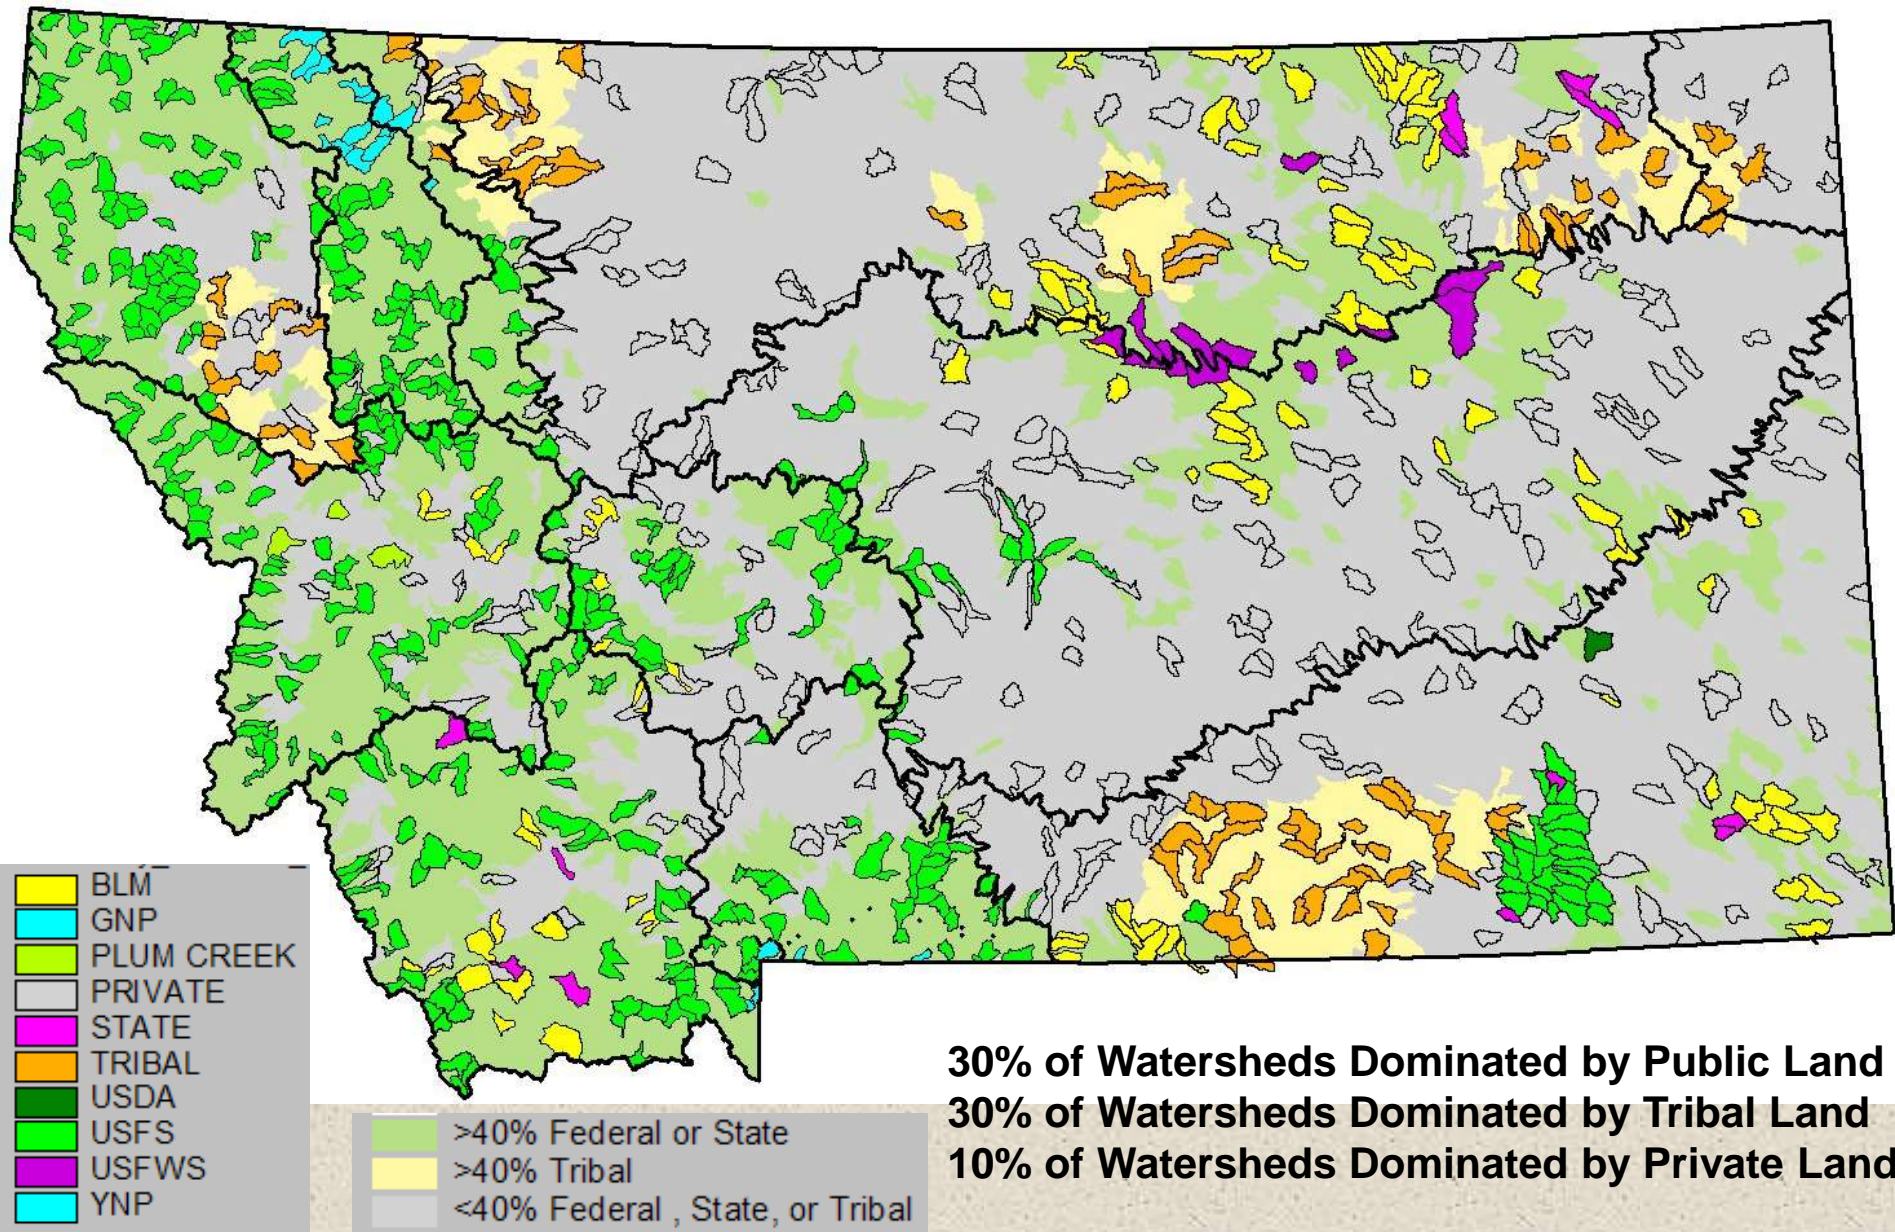 BLM
GNP
PLUM CREEK
PRIVATE
STATE
TRIBAL
USDA
USFS
USFWS
YNP
>40% Federal or State
>40% Tribal
<40% Federal , State, or Tribal
30% of Watersheds Dominated by Public Land
30% of Watersheds Dominated by Tribal Land
10% of Watersheds Dominated by Private Land